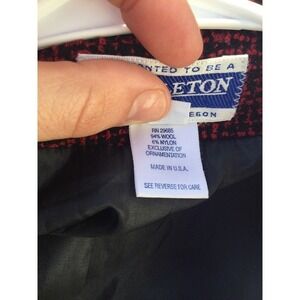 NTED TO BE A
LETON
EGON
RN 29685
94% WOOL
6% NYLON
EXCLUSIVE OF
ORNAMENTATION
MADE IN U.S.A.
SEE REVERSE FOR CARE